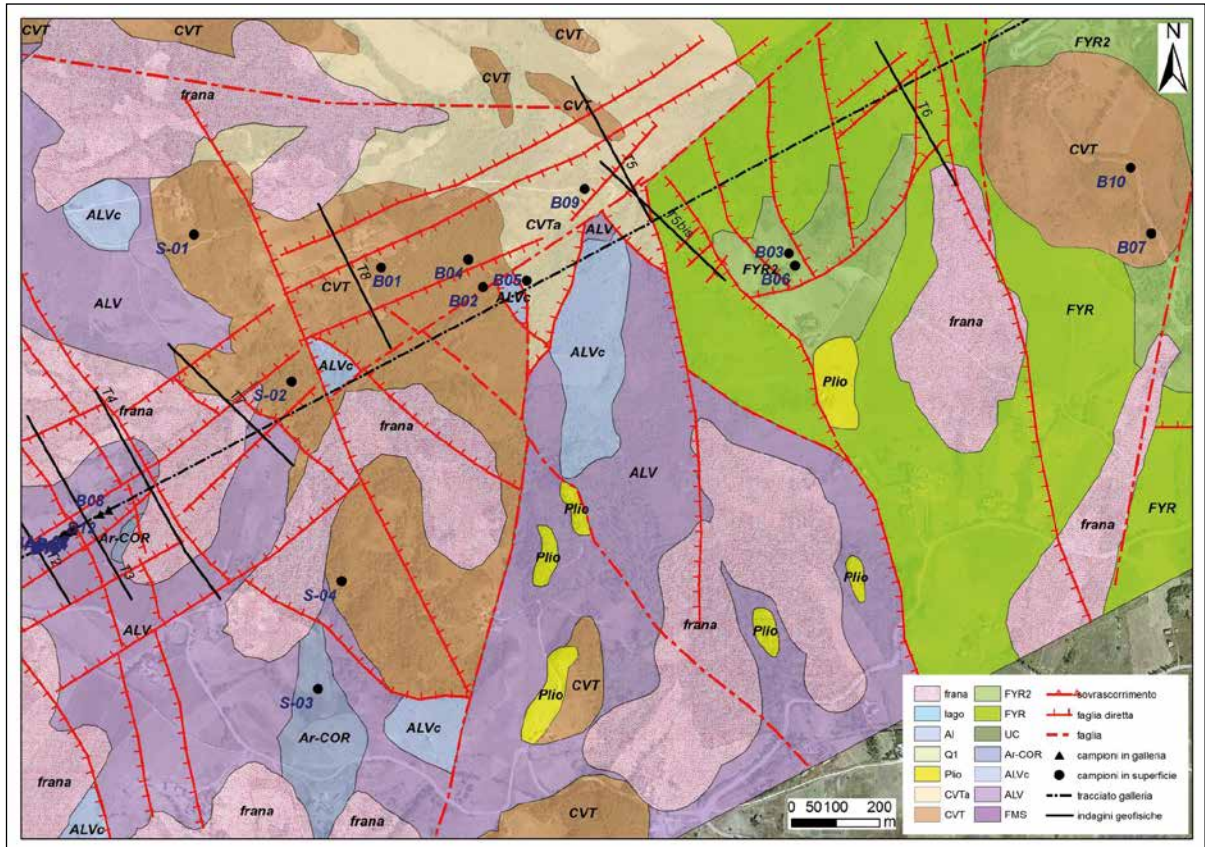 CVT
CVT
CVT
FYR2
N
frana
CVT
CVT
T6
T5
CVT
B10
ALVc
B09
CVTa
ALV
T5bis
S-01
B07
B03
FYR2
B06
T8
B01
B04
CVT
B02
B05
ALVc
ALV
FYR
frana
ALVc
Plio
ALVc
S-02
T7
T4
frana
frana
ALV
B08
Plio
FYR
Ar-COR
Plio
frana
T2
T3
Plio
S-04
ALV
Plio
frana
Plio
CVT
S-03
Ar-COR
ALVc
frana
frana
frana
ALVc
CVT
0 50 100 200
m
frana
lago
Al
Q1
Plio
CVTa
CVT
FYR2
FYR
UC
Ar-COR
ALVc
ALV
FMS
sovrascorrimento
faglia diretta
faglia
campioni in galleria
campioni in superficie
tracciato galleria
indagini geofisiche